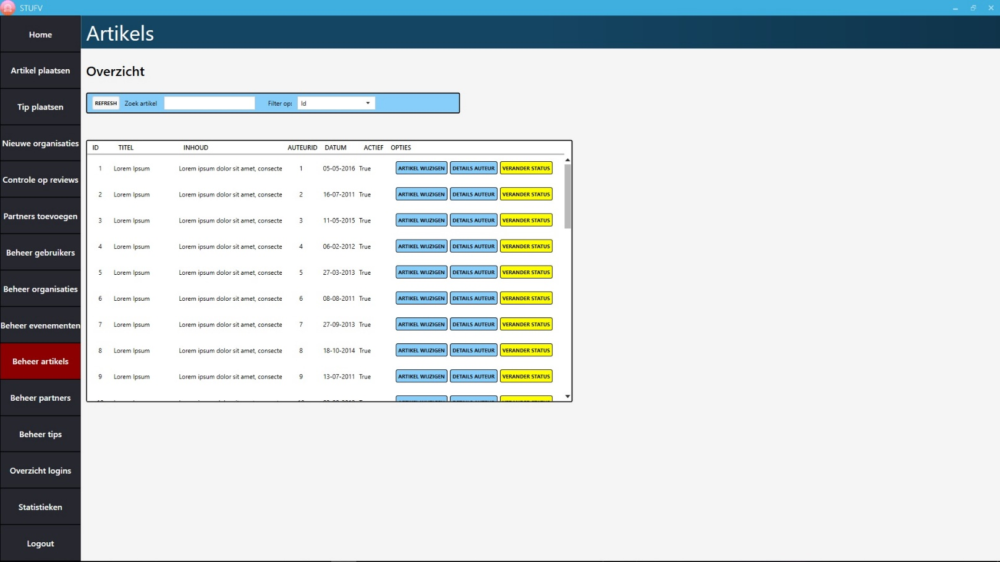 STUFV
Home
Artikel plaatsen
Tip plaatsen
Nieuwe organisaties
Controle op reviews
Partners toevoegen
Beheer gebruikers
Beheer organisaties
Beheer evenementen
Beheer artikels
Beheer partners
Beheer tips
Overzicht logins
Statistieken
Logout
Artikels
Overzicht
REFRESH Zoek artikel Filter op: Id
ID TITEL INHOUD AUTEURID DATUM ACTIEF OPTIES
1 Lorem Ipsum Lorem ipsum dolor sit amet, consecte 1 05-05-2016 True ARTIKEL WIJZIGEN DETAILS AUTEUR VERANDER STATUS
2 Lorem Ipsum Lorem ipsum dolor sit amet, consecte 2 16-07-2011 True ARTIKEL WIJZIGEN DETAILS AUTEUR VERANDER STATUS
3 Lorem Ipsum Lorem ipsum dolor sit amet, consecte 3 11-05-2015 True ARTIKEL WIJZIGEN DETAILS AUTEUR VERANDER STATUS
4 Lorem Ipsum Lorem ipsum dolor sit amet, consecte 4 06-02-2012 True ARTIKEL WIJZIGEN DETAILS AUTEUR VERANDER STATUS
5 Lorem Ipsum Lorem ipsum dolor sit amet, consecte 5 27-03-2013 True ARTIKEL WIJZIGEN DETAILS AUTEUR VERANDER STATUS
6 Lorem Ipsum Lorem ipsum dolor sit amet, consecte 6 08-08-2011 True ARTIKEL WIJZIGEN DETAILS AUTEUR VERANDER STATUS
7 Lorem Ipsum Lorem ipsum dolor sit amet, consecte 7 27-09-2013 True ARTIKEL WIJZIGEN DETAILS AUTEUR VERANDER STATUS
8 Lorem Ipsum Lorem ipsum dolor sit amet, consecte 8 18-10-2014 True ARTIKEL WIJZIGEN DETAILS AUTEUR VERANDER STATUS
9 Lorem Ipsum Lorem ipsum dolor sit amet, consecte 9 13-07-2011 True ARTIKEL WIJZIGEN DETAILS AUTEUR VERANDER STATUS